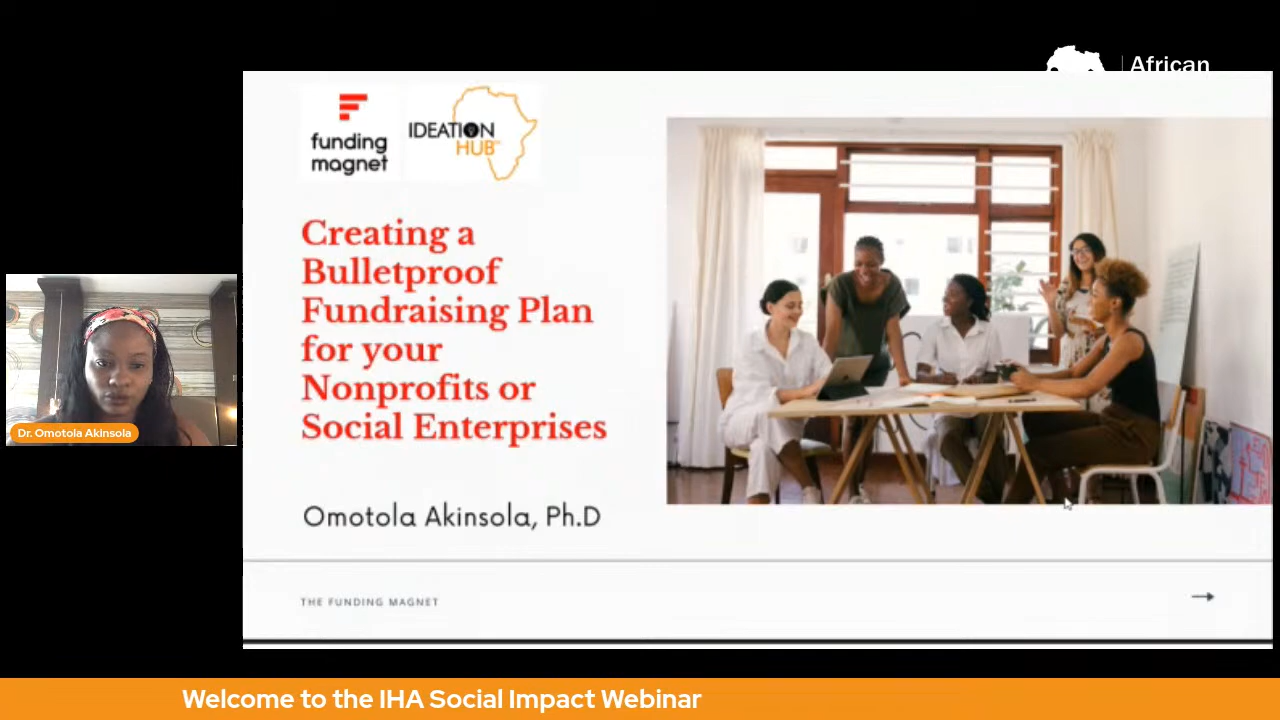 African
funding
magnet
IDEATION
HUB
Creating a
Bulletproof
Fundraising Plan
for your
Nonprofits or
Social Enterprises
Omotola Akinsola, Ph.D
THE FUNDING MAGNET
Dr. Omotola Akinsola
Welcome to the IHA Social Impact Webinar